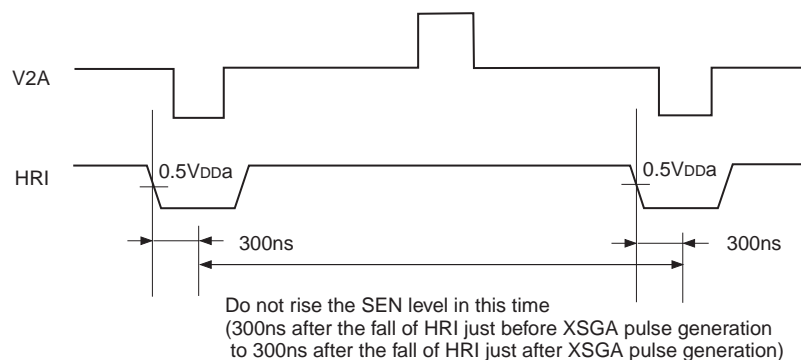 V2A
HRI
0.5VDDa
0.5VDDa
300ns
300ns
Do not rise the SEN level in this time
(300ns after the fall of HRI just before XSGA pulse generation
to 300ns after the fall of HRI just after XSGA pulse generation)